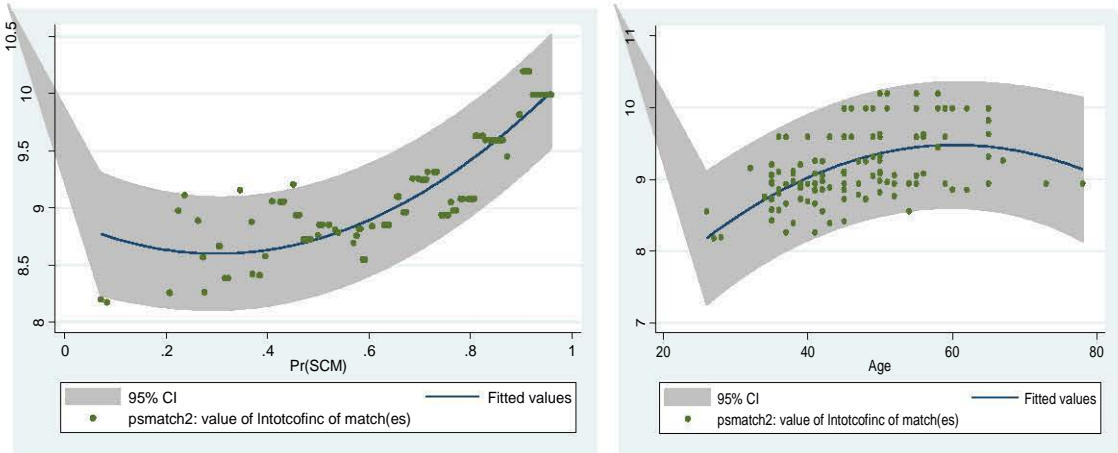 10.5
10
9.5
9
8.5
8
0 .2 .4 .6 .8 1
Pr(SCM)
95% CI Fitted values
psmatch2: value of lntotcofinc of match(es)
11
10
9
8
7
20 40 60 80
Age
95% CI Fitted values
psmatch2: value of lntotcofinc of match(es)